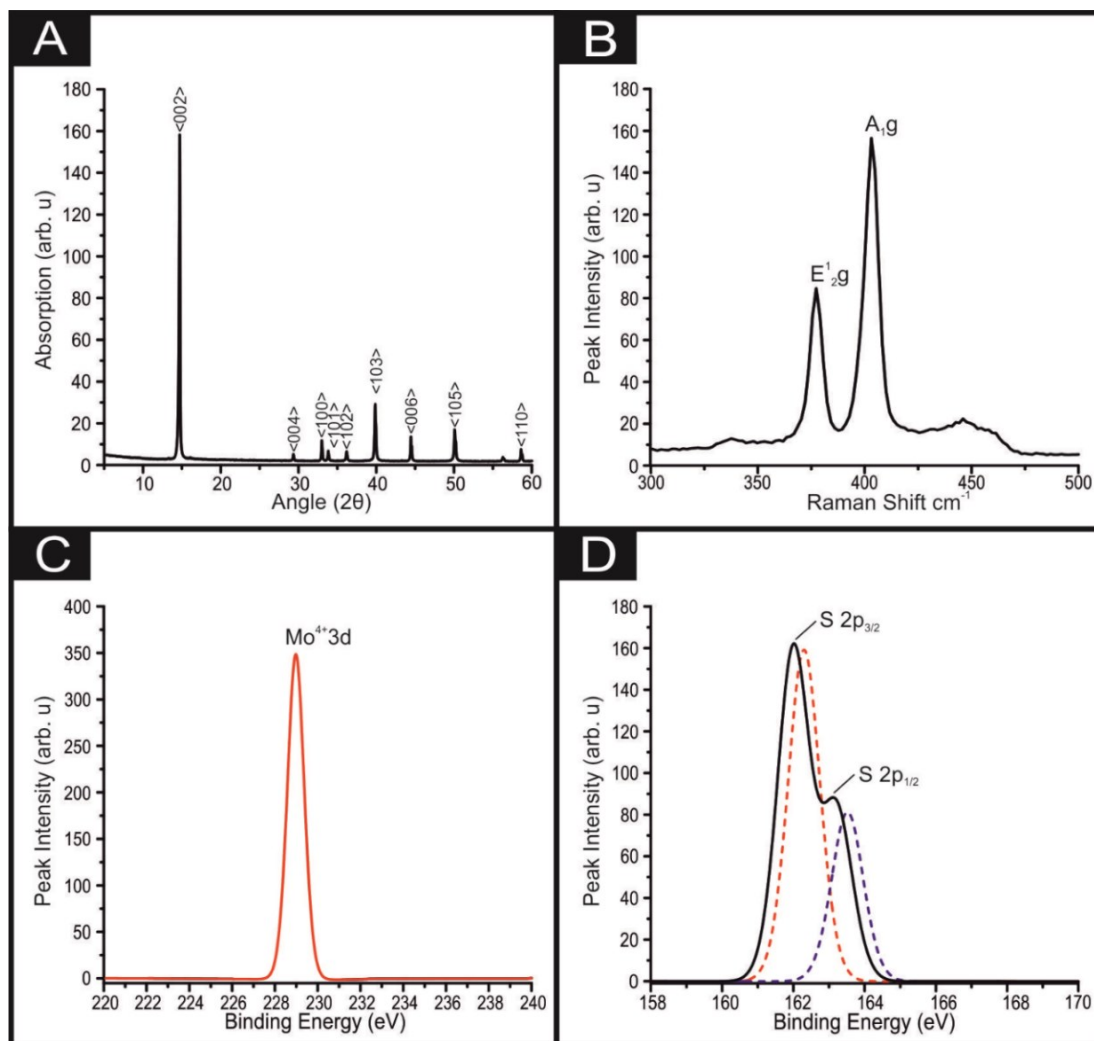 A
180
160
140
120
100
80
60
40
20
0
Absorption (arb. u)
<002>
<004>
<100>
<101>
<102>
<103>
<006>
<105>
<110>
10 20 30 40 50 60
Angle (2θ)
B
180
160
140
120
100
80
60
40
20
0
Peak Intensity (arb. u)
E¹₂g
A₁g
300 350 400 450 500
Raman Shift cm⁻¹
C
400
350
300
250
200
150
100
50
0
Peak Intensity (arb. u)
Mo⁴⁺3d
220 222 224 226 228 230 232 234 236 238 240
Binding Energy (eV)
D
180
160
140
120
100
80
60
40
20
0
Peak Intensity (arb. u)
S 2p₃/₂
S 2p₁/₂
158 160 162 164 166 168 170
Binding Energy (eV)